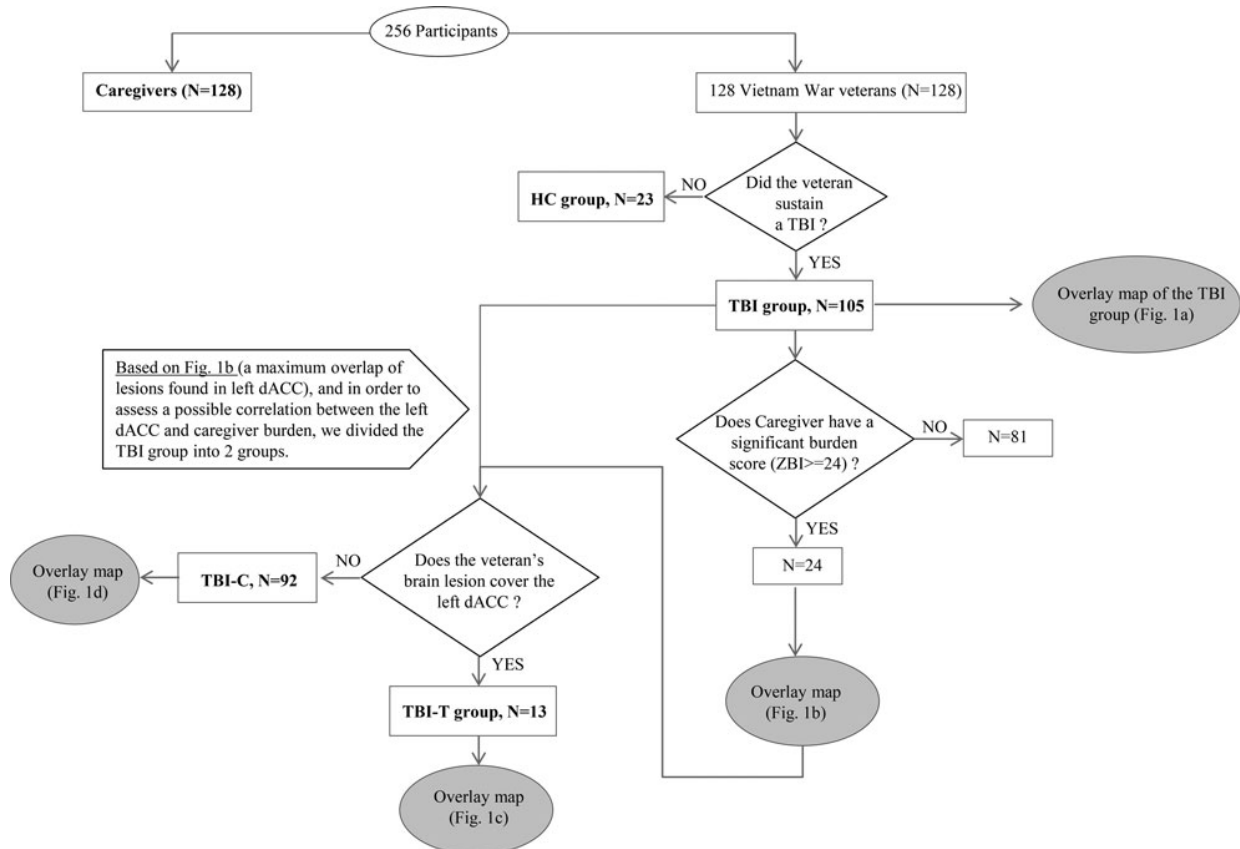 256 Participants
Caregivers (N=128)
128 Vietnam War veterans (N=128)
Did the veteran
sustain
a TBI ?
NO
HC group, N=23
YES
TBI group, N=105
Overlay map of the TBI
group (Fig. 1a)
Based on Fig. 1b (a maximum overlap of
lesions found in left dACC), and in order to
assess a possible correlation between the left
dACC and caregiver burden, we divided the
TBI group into 2 groups.
Does Caregiver have a
significant burden
score (ZBI>=24) ?
NO
N=81
YES
N=24
Overlay map
(Fig. 1b)
Does the veteran's
brain lesion cover the
left dACC ?
NO
TBI-C, N=92
Overlay map
(Fig. 1d)
YES
TBI-T group, N=13
Overlay map
(Fig. 1c)